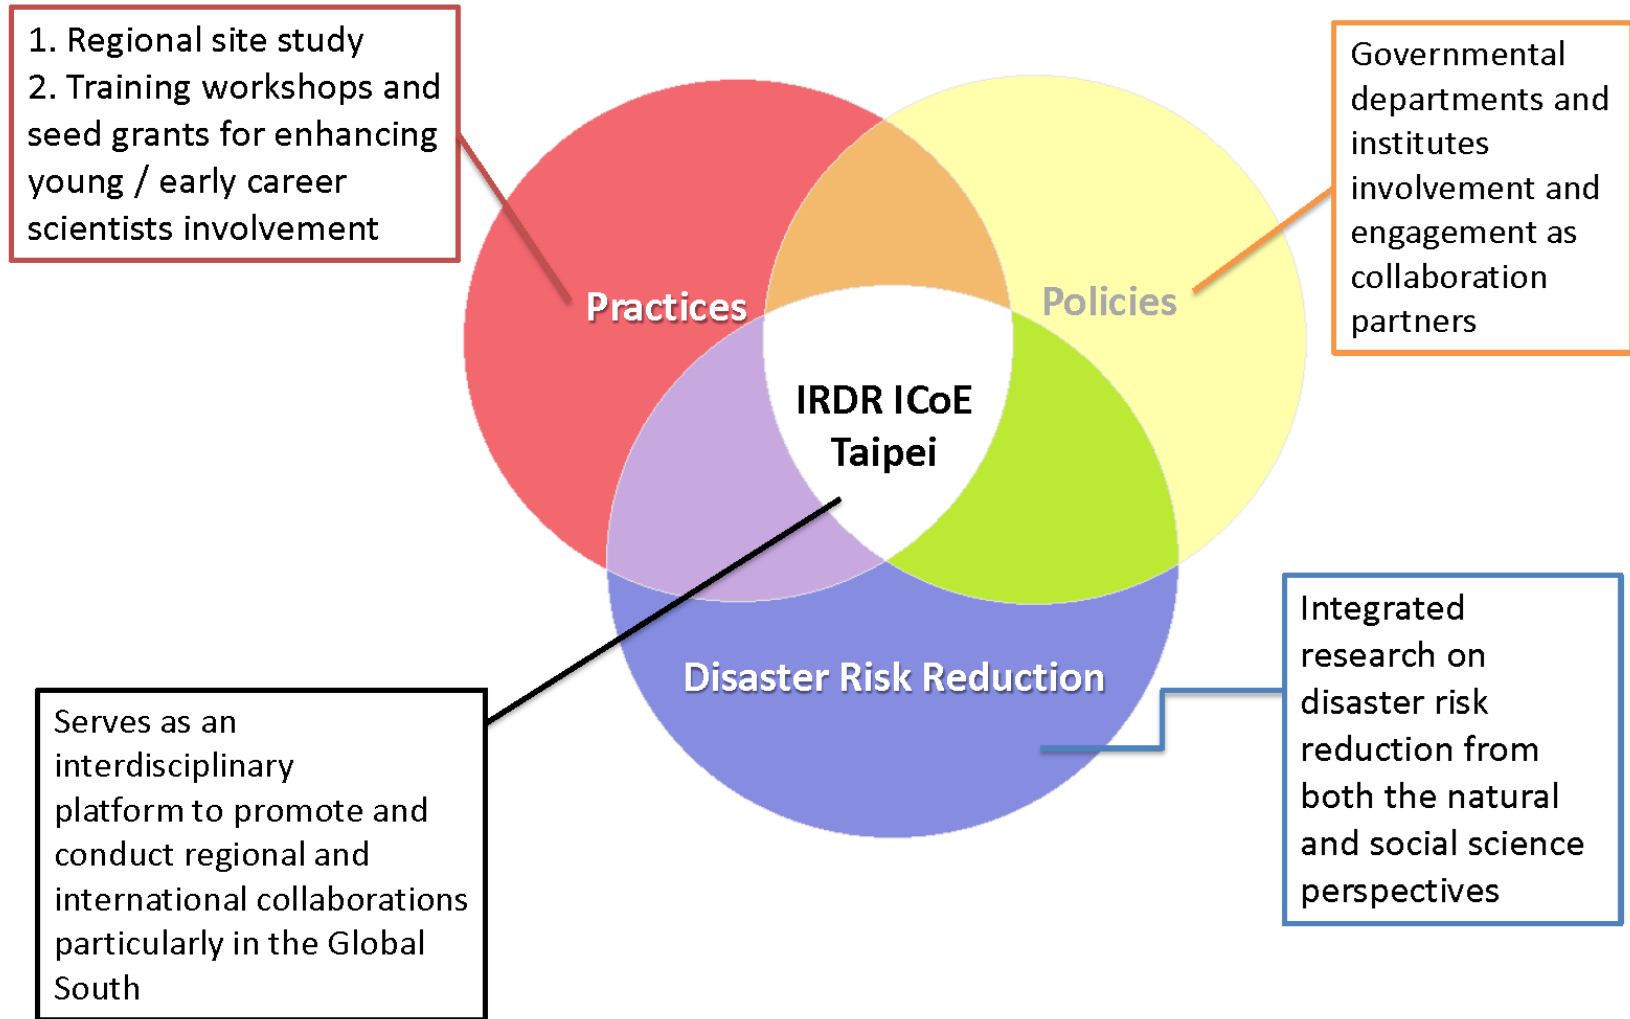 1. Regional site study
2. Training workshops and
seed grants for enhancing
young / early career
scientists involvement
Governmental
departments and
institutes
involvement and
engagement as
collaboration
partners
Practices
Policies
IRDR ICoE
Taipei
Disaster Risk Reduction
Serves as an
interdisciplinary
platform to promote and
conduct regional and
international collaborations
particularly in the Global
South
Integrated
research on
disaster risk
reduction from
both the natural
and social science
perspectives